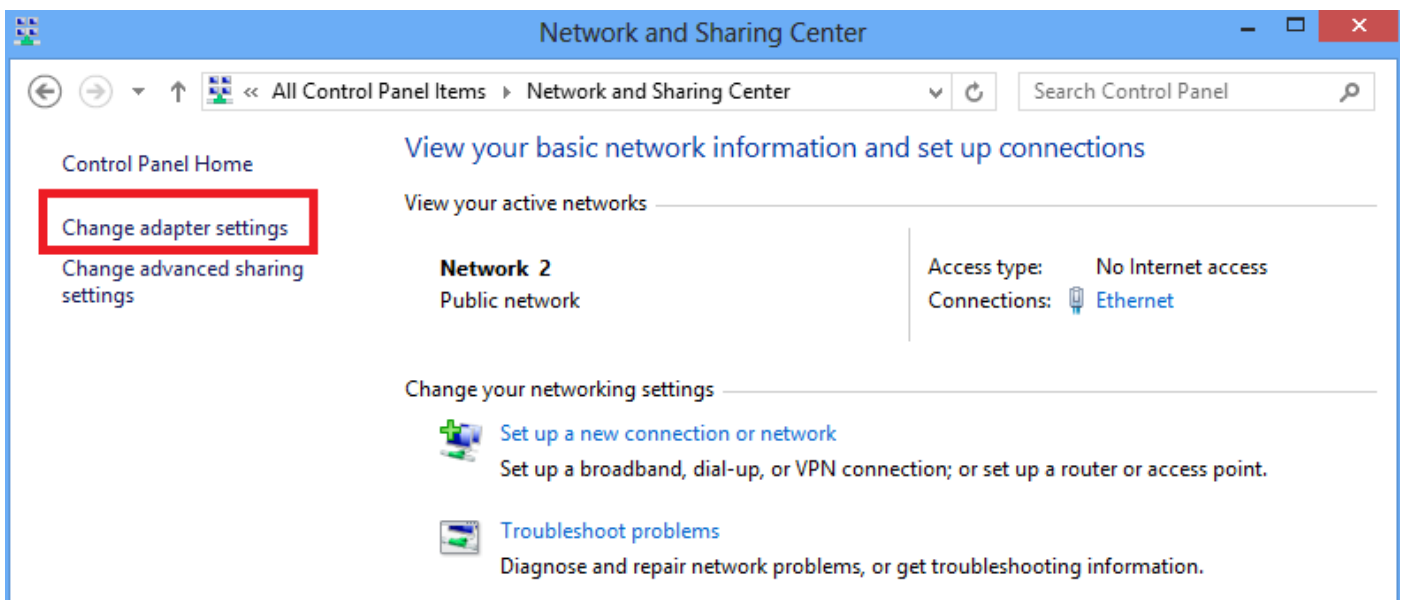 Network and Sharing Center
« All Control Panel Items Network and Sharing Center
Search Control Panel
Control Panel Home
Change adapter settings
Change advanced sharing
settings
View your basic network information and set up connections
View your active networks
Network 2
Public network
Access type: No Internet access
Connections: Ethernet
Change your networking settings
Set up a new connection or network
Set up a broadband, dial-up, or VPN connection; or set up a router or access point.
Troubleshoot problems
Diagnose and repair network problems, or get troubleshooting information.